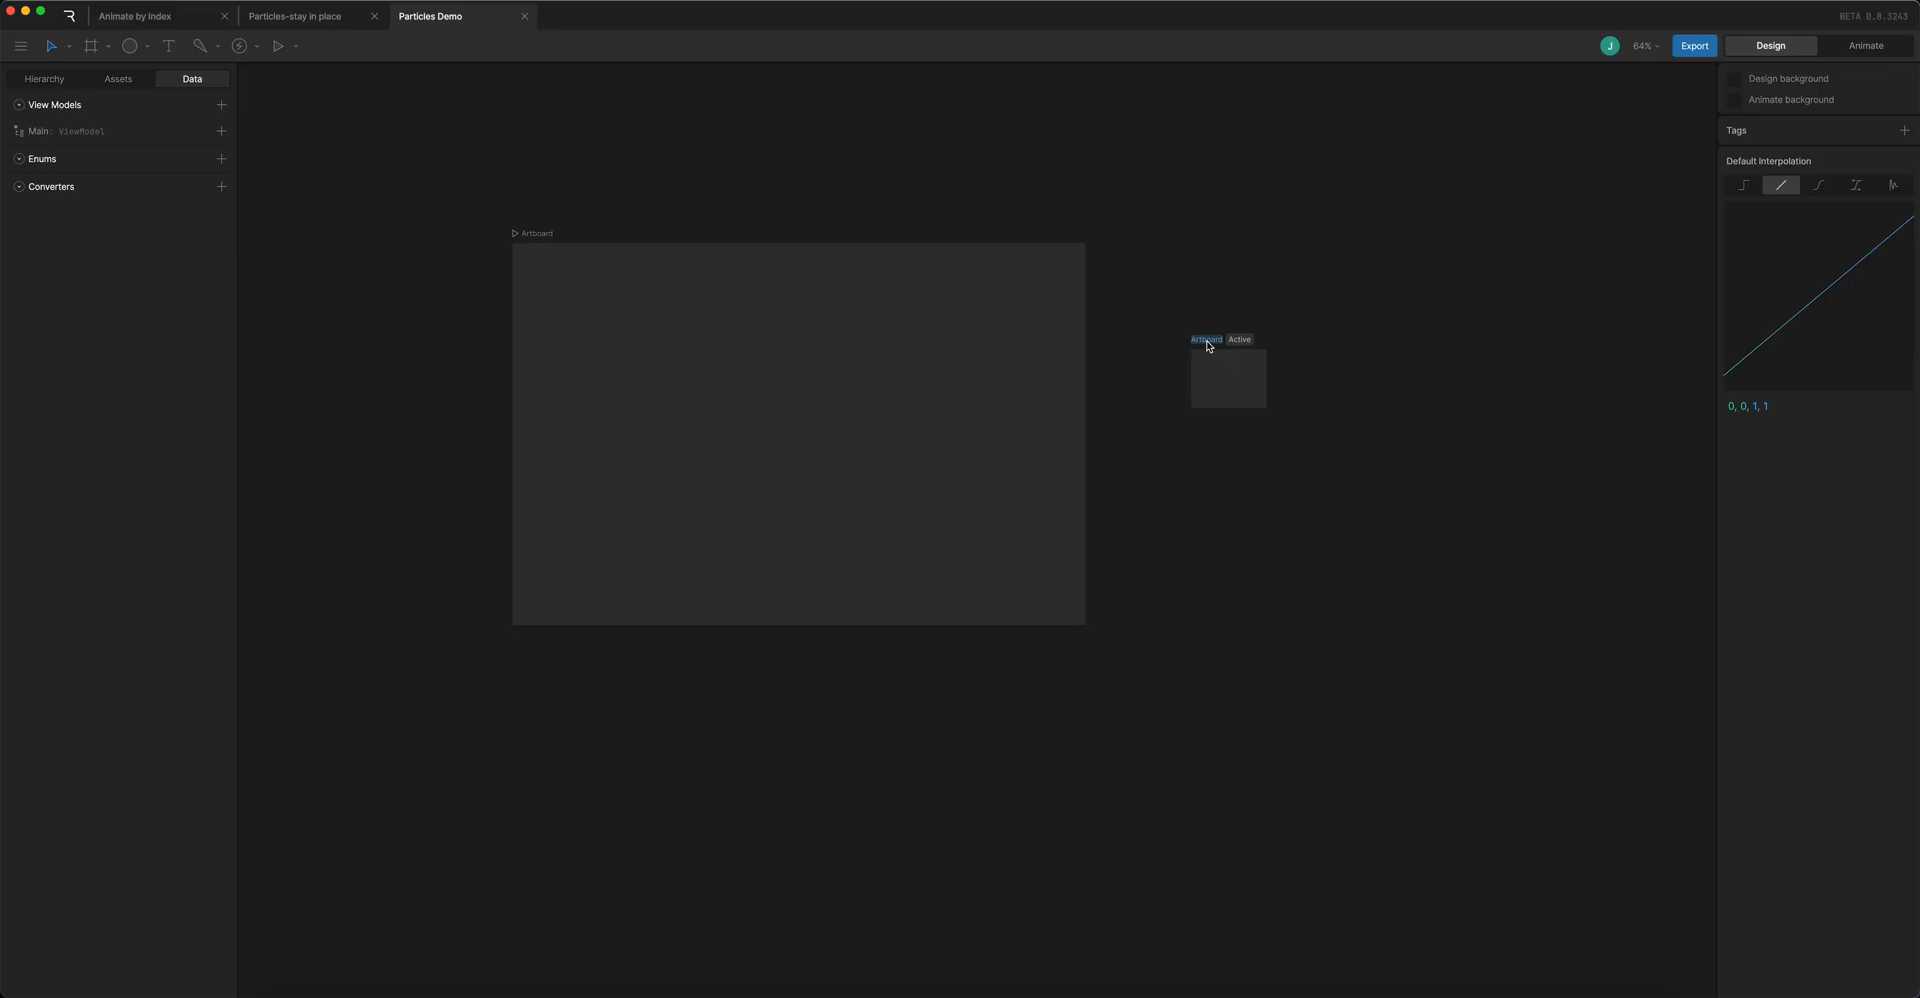 Animate by Index
Particles-stay in place
Particles Demo
BETA 0.8.3243
J
64%
Export
Design
Animate
Hierarchy
Assets
Data
View Models
Main: ViewModel
Enums
Converters
Artboard
Artboard
Active
Design background
Animate background
Tags
Default Interpolation
0, 0, 1, 1